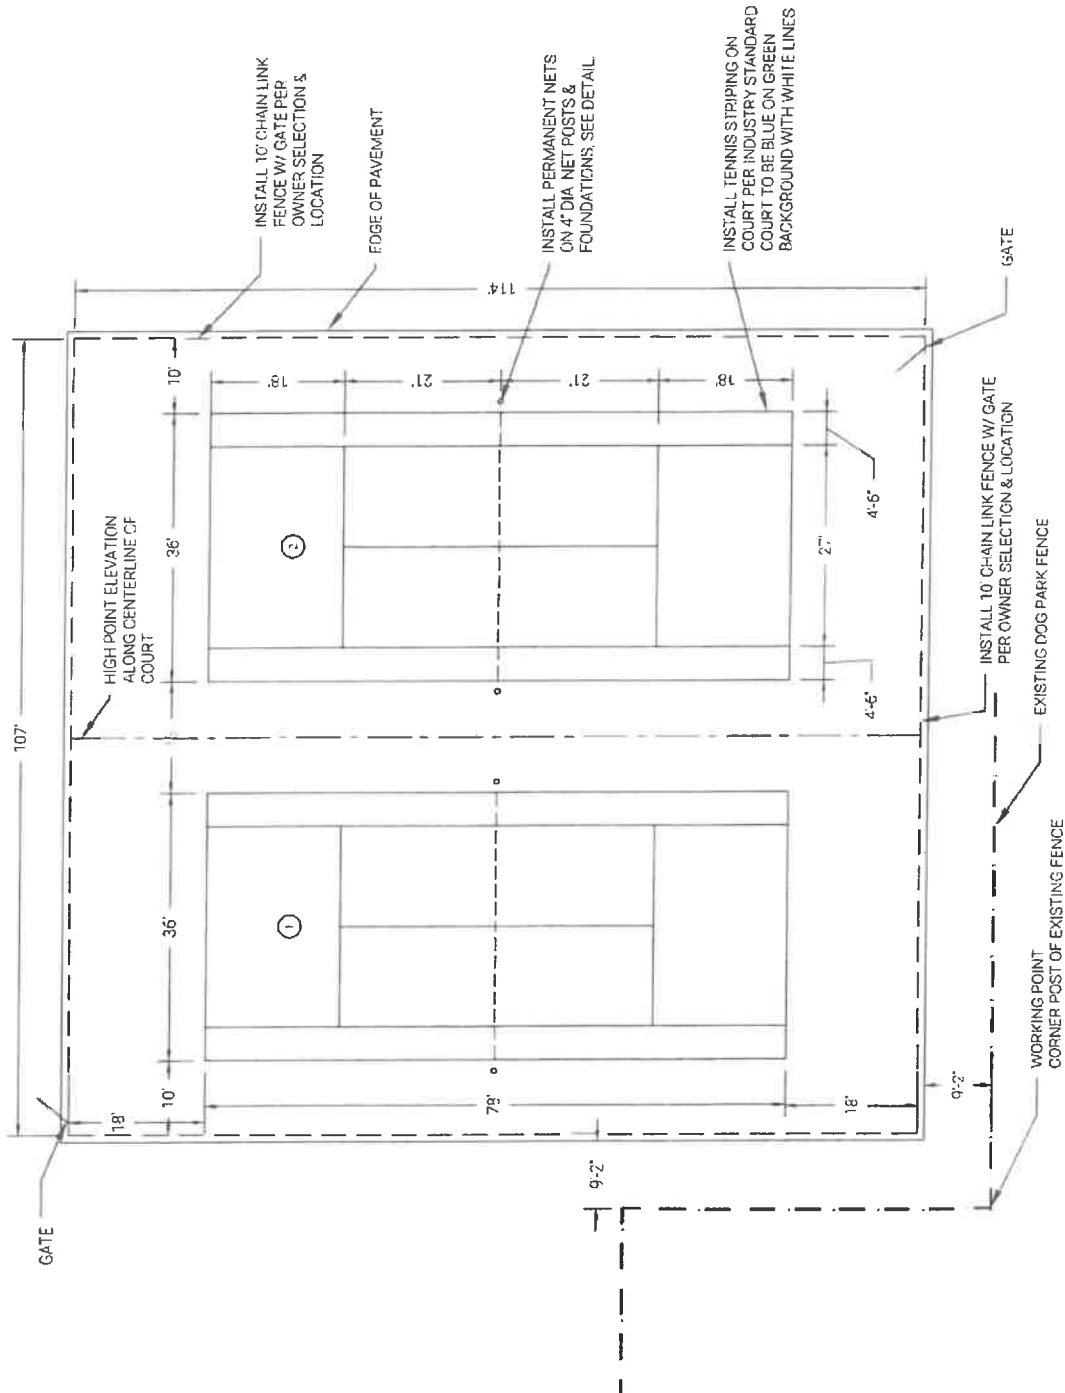 INSTALL 10' CHAIN LINK
FENCE W/ GATE PER
OWNER SELECTION &
LOCATION
EDGE OF PAVEMENT
INSTALL PERMANENT NETS
ON 4" DIA NET POSTS &
FOUNDATIONS, SEE DETAIL.
INSTALL TENNIS STRIPING ON
COURT PER INDUSTRY STANDARD
COURT TO BE BLUE ON GREEN
BACKGROUND WITH WHITE LINES
GATE
114'
107'
10'
18'
21'
21'
18'
36'
HIGH POINT ELEVATION
ALONG CENTERLINE OF
COURT
2
4'-6"
27'
4'-6"
INSTALL 10' CHAIN LINK FENCE W/ GATE
PER OWNER SELECTION & LOCATION
EXISTING DOG PARK FENCE
36'
1
10'
18'
78'
18'
9'-2"
9'-2"
WORKING POINT
CORNER POST OF EXISTING FENCE
GATE